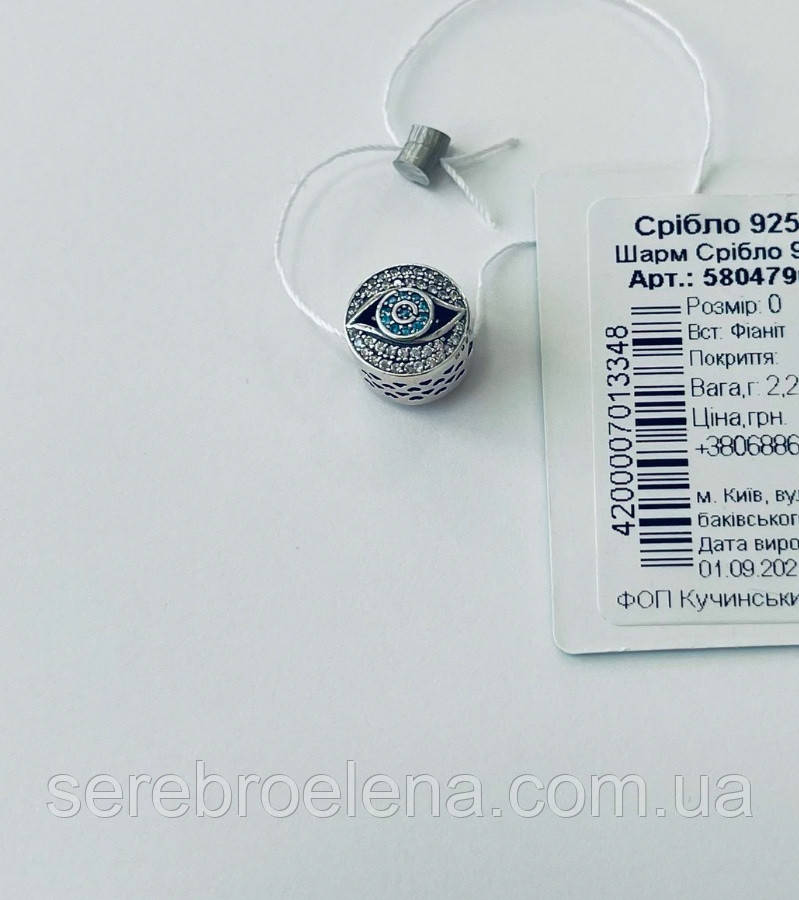 Срібло 925
Шарм Срібло 9
Арт.: 580479
Розмір: 0
Вст: Фіаніт
Покриття:
Вага,г: 2,2
Ціна,грн.
+3806886
м. Київ, вул
баківського
Дата виро
01.09.202
ФОП Кучинськи
4200007013348
serebroelena.com.ua